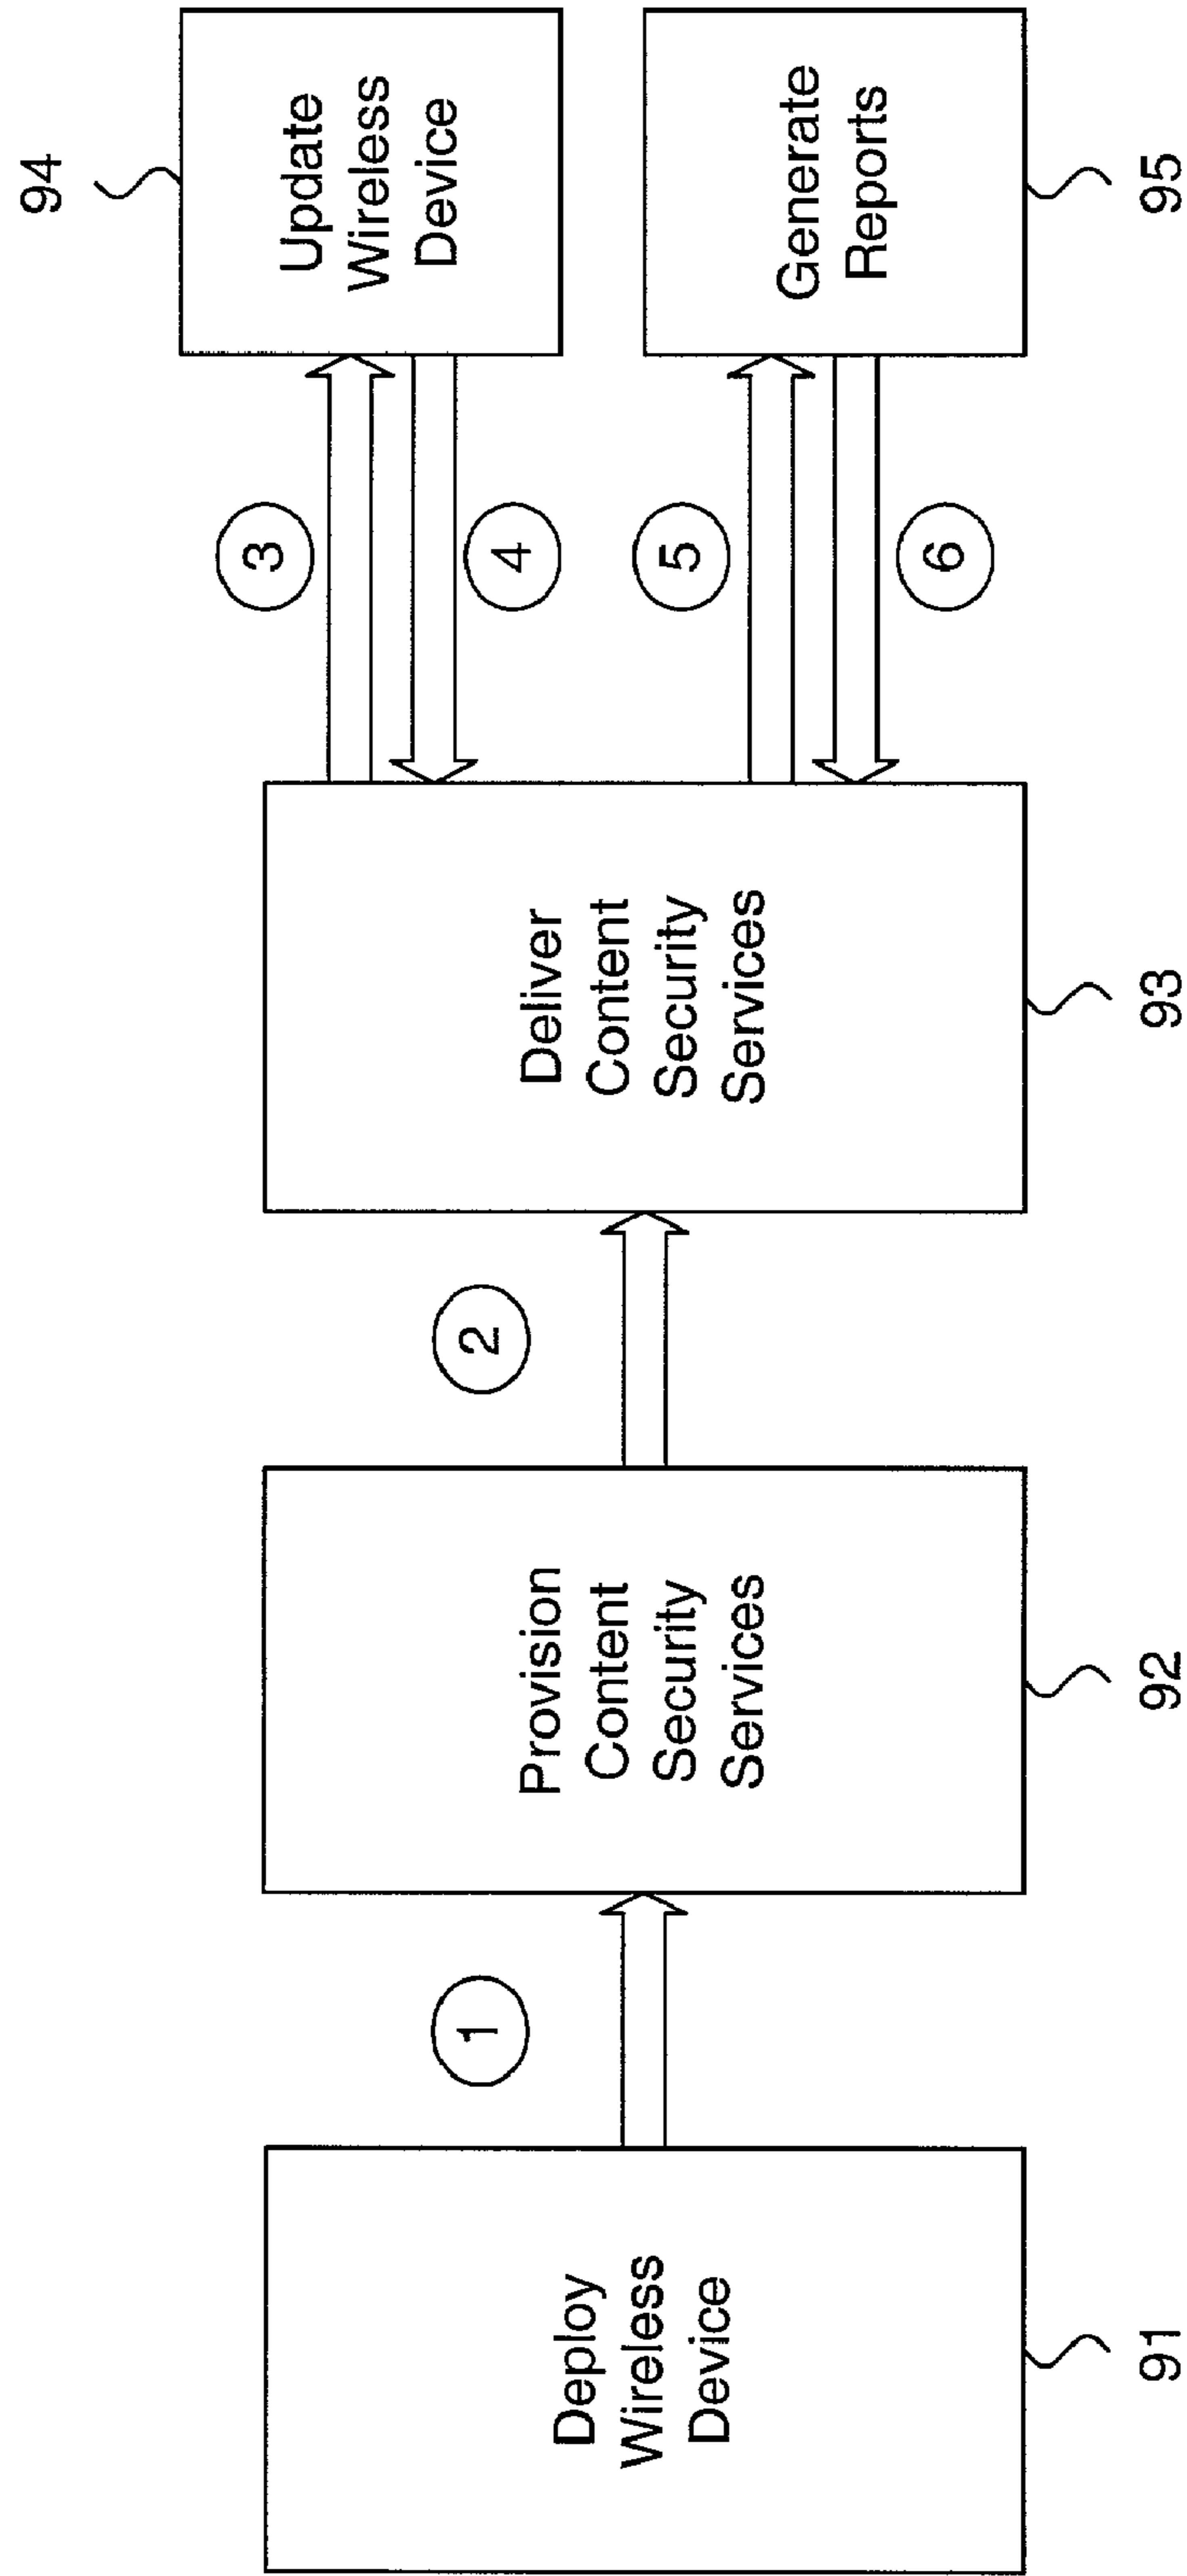 Deploy
Wireless
Device
91
1
Provision
Content
Security
Services
92
2
Deliver
Content
Security
Services
93
3
4
5
6
94
Update
Wireless
Device
Generate
Reports
95